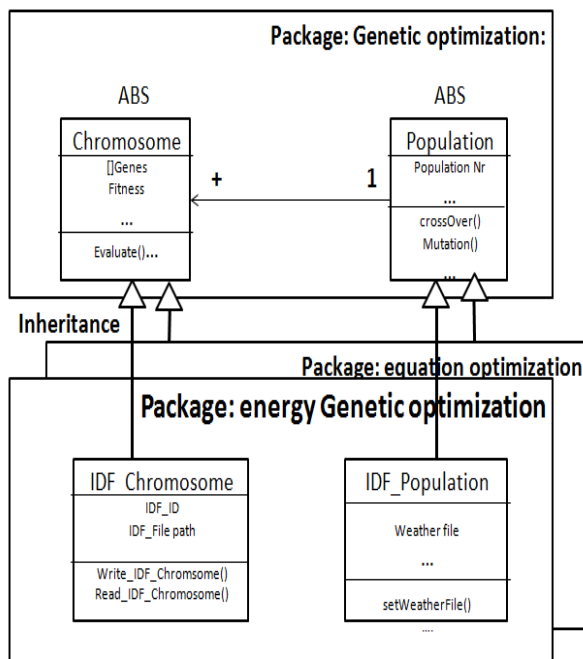 Package: Genetic optimization:
ABS
ABS
Chromosome
[]Genes
Fitness
...
Evaluate()...
+
1
Population
Population Nr
...
crossOver()
Mutation()
...
Inheritance
Package: equation optimization
Package: energy Genetic optimization
IDF_Chromosome
IDF_ID
IDF_File path
Write_IDF_Chromsome()
Read_IDF_Chromosome()
IDF_Population
Weather file
...
setWeatherFile()
....